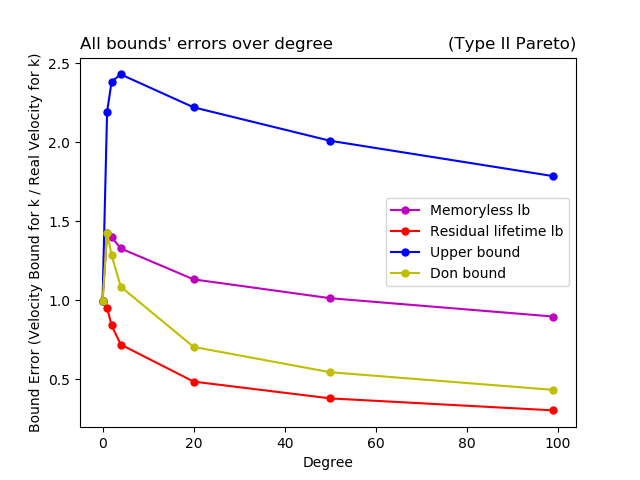 All bounds' errors over degree (Type II Pareto)
Bound Error (Velocity Bound for k / Real Velocity for k)
2.5
2.0
1.5
1.0
0.5
Memoryless lb
Residual lifetime lb
Upper bound
Don bound
0 20 40 60 80 100
Degree